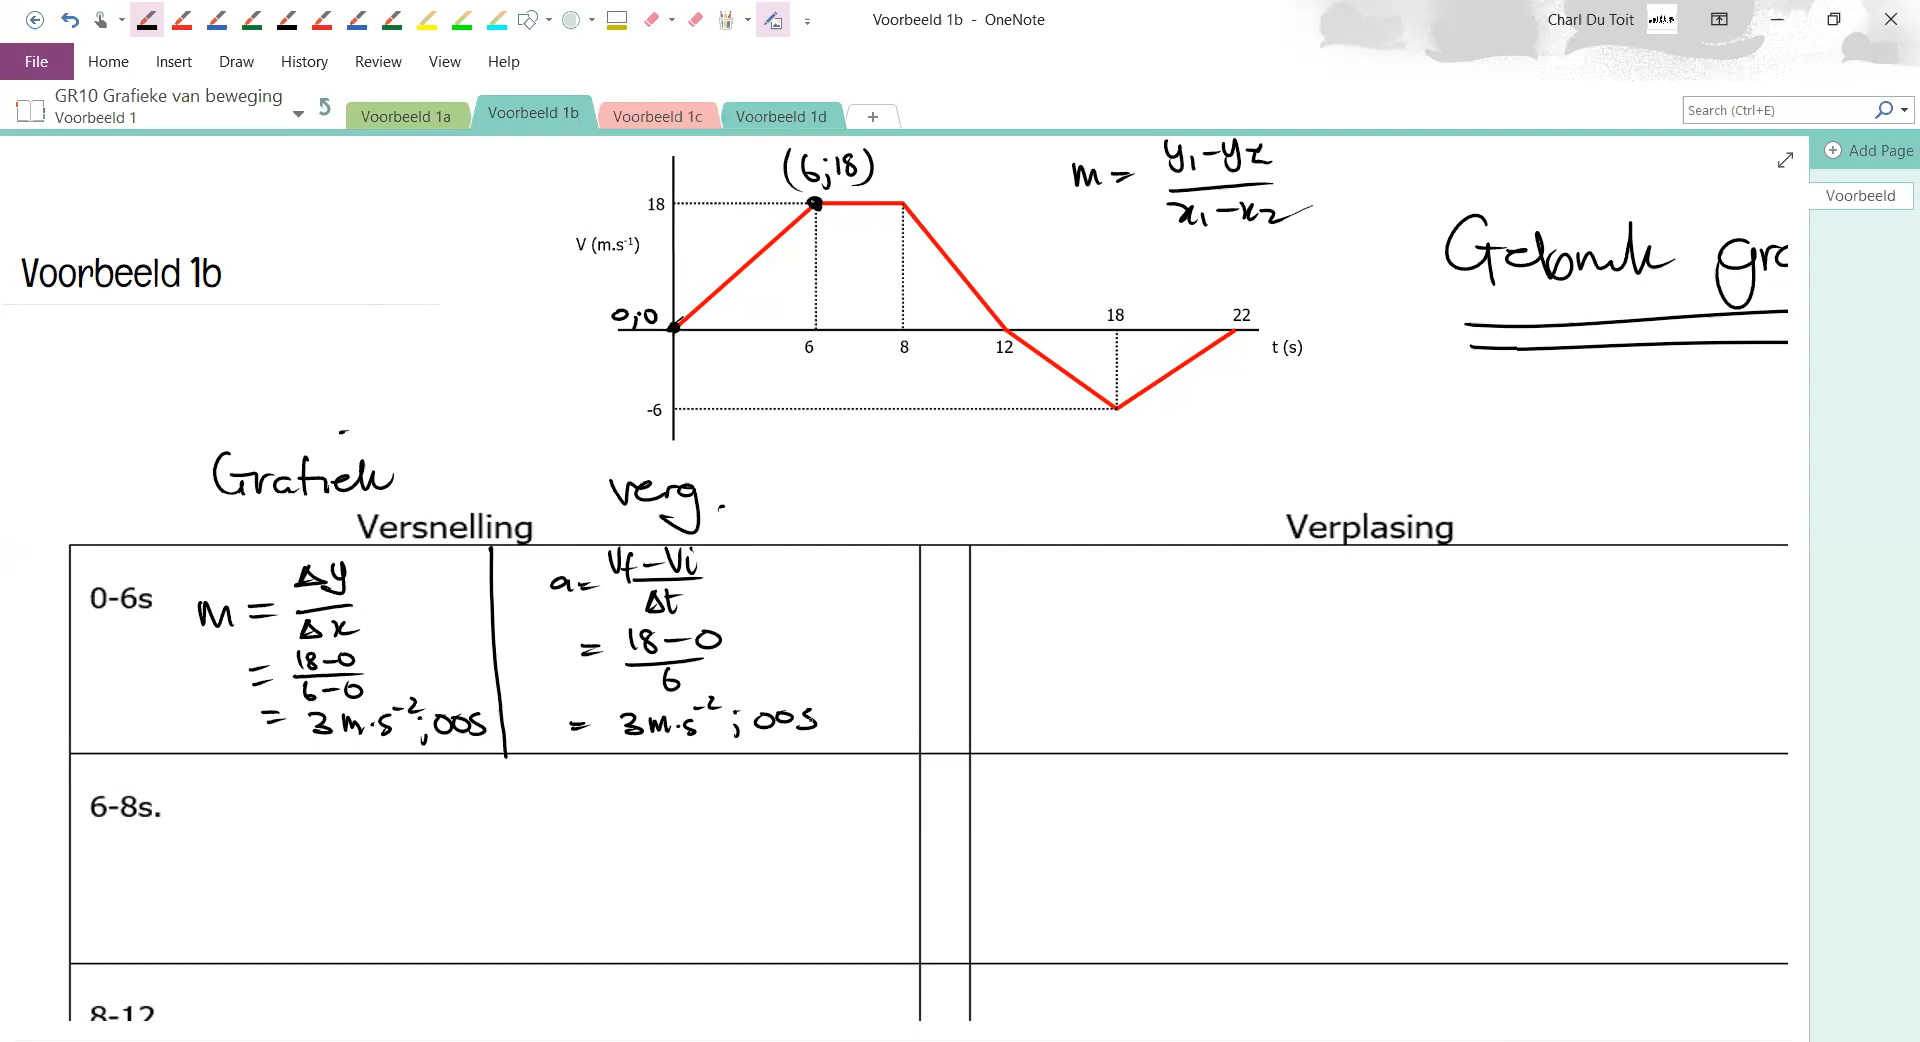 Voorbeeld 1b - OneNote
Charl Du Toit
File Home Insert Draw History Review View Help
GR10 Grafieke van beweging
Voorbeeld 1
Voorbeeld 1a
Voorbeeld 1b
Voorbeeld 1c
Voorbeeld 1d
+
Search (Ctrl+E)
Add Page
Voorbeeld
Voorbeeld 1b
(6;18)
m = y₁-y₂ / x₁-x₂
18
V (m.s⁻¹)
0;0
18
22
6
8
12
t (s)
-6
Gebruik gra
Grafiek
verg.
Versnelling
Verplasing
0-6s
m = Δy / Δx
= 18-0 / 6-0
= 3 m·s⁻²; OOS
a = Vf-Vi / Δt
= 18-0 / 6
= 3 m·s⁻²; OOS
6-8s.
8-12